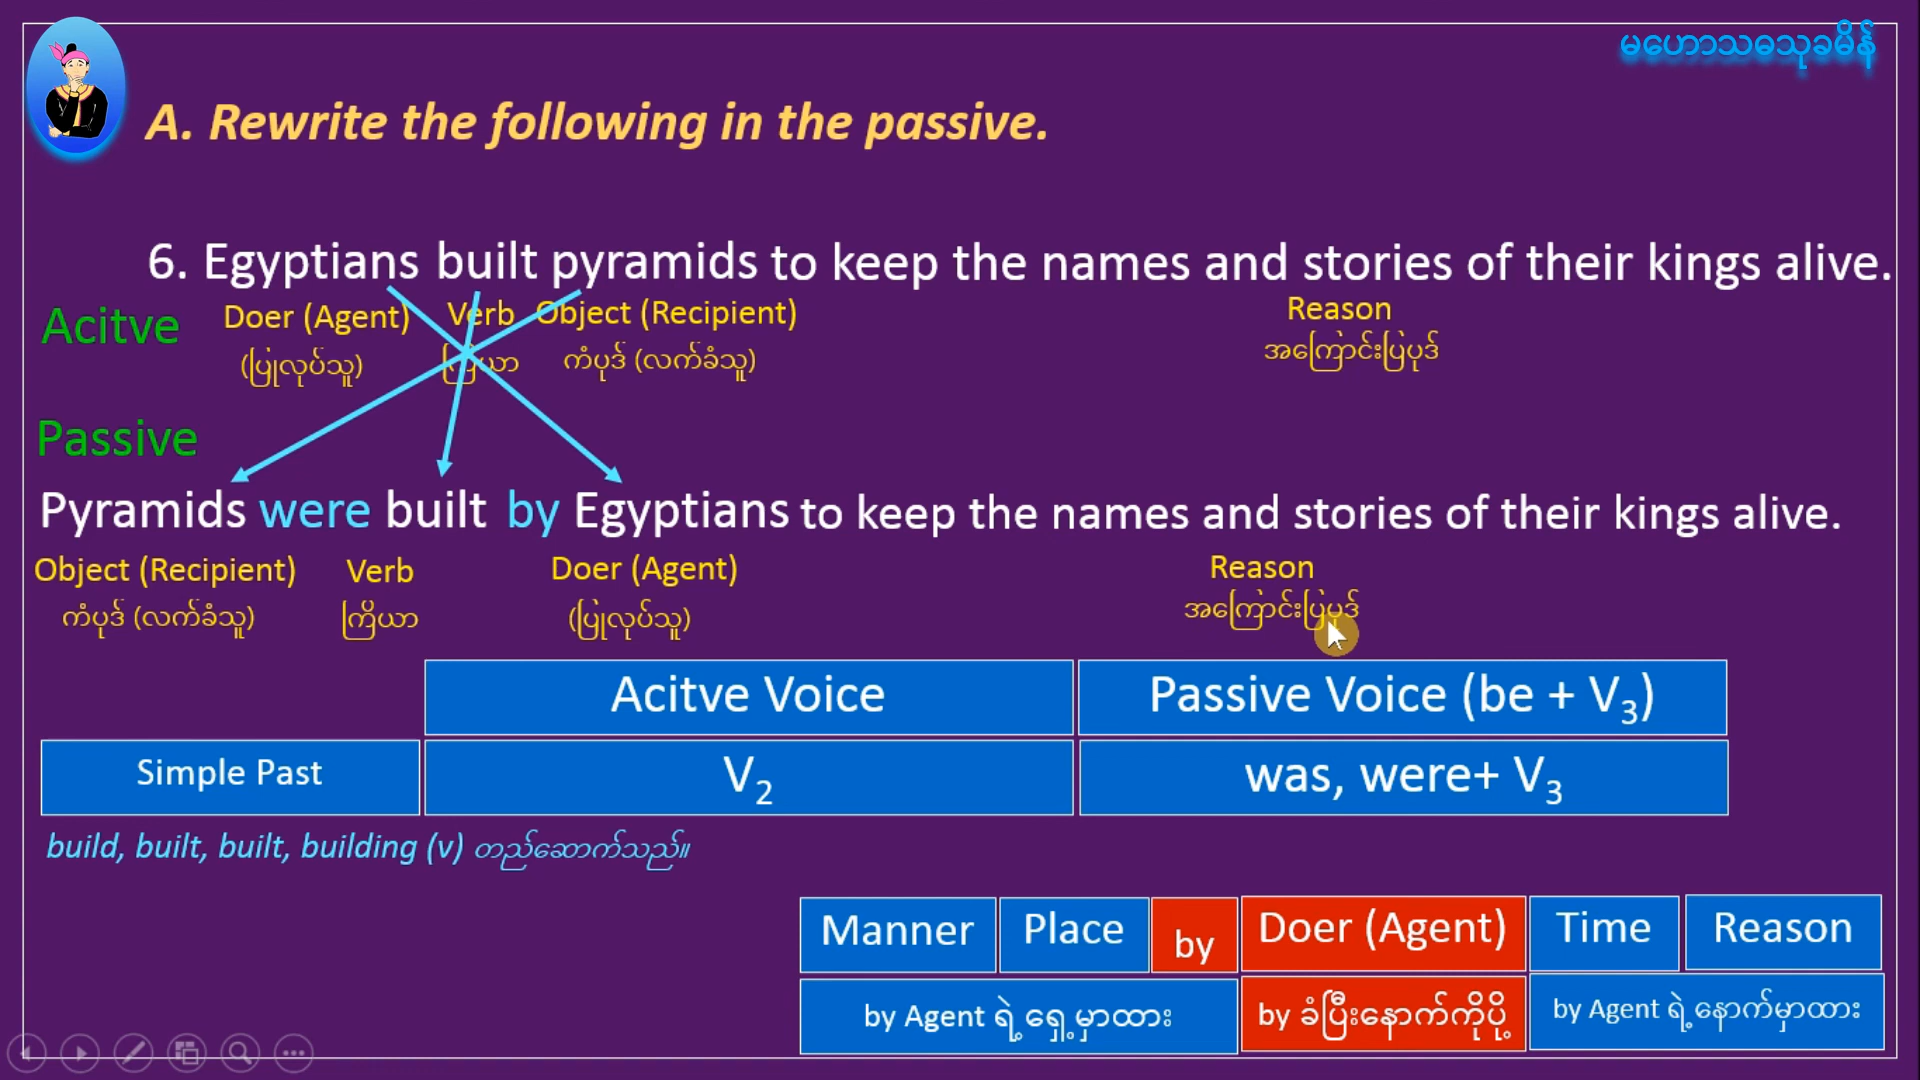 မဟောသဓသုခမိန်
A. Rewrite the following in the passive.
6. Egyptians built pyramids to keep the names and stories of their kings alive.
Acitve Doer (Agent) Verb Object (Recipient) Reason
(ပြုလုပ်သူ) ကြိယာ ကံပုဒ် (လက်ခံသူ) အကြောင်းပြပုဒ်
Passive
Pyramids were built by Egyptians to keep the names and stories of their kings alive.
Object (Recipient) Verb Doer (Agent) Reason
ကံပုဒ် (လက်ခံသူ) ကြိယာ (ပြုလုပ်သူ) အကြောင်းပြပုဒ်
Acitve Voice Passive Voice (be + V₃)
Simple Past V₂ was, were+ V₃
build, built, built, building (v) တည်ဆောက်သည်။
Manner Place by Doer (Agent) Time Reason
by Agent ရဲ့ရှေ့မှာထား by ခံပြီးနောက်ကိုပို့ by Agent ရဲ့နောက်မှာထား